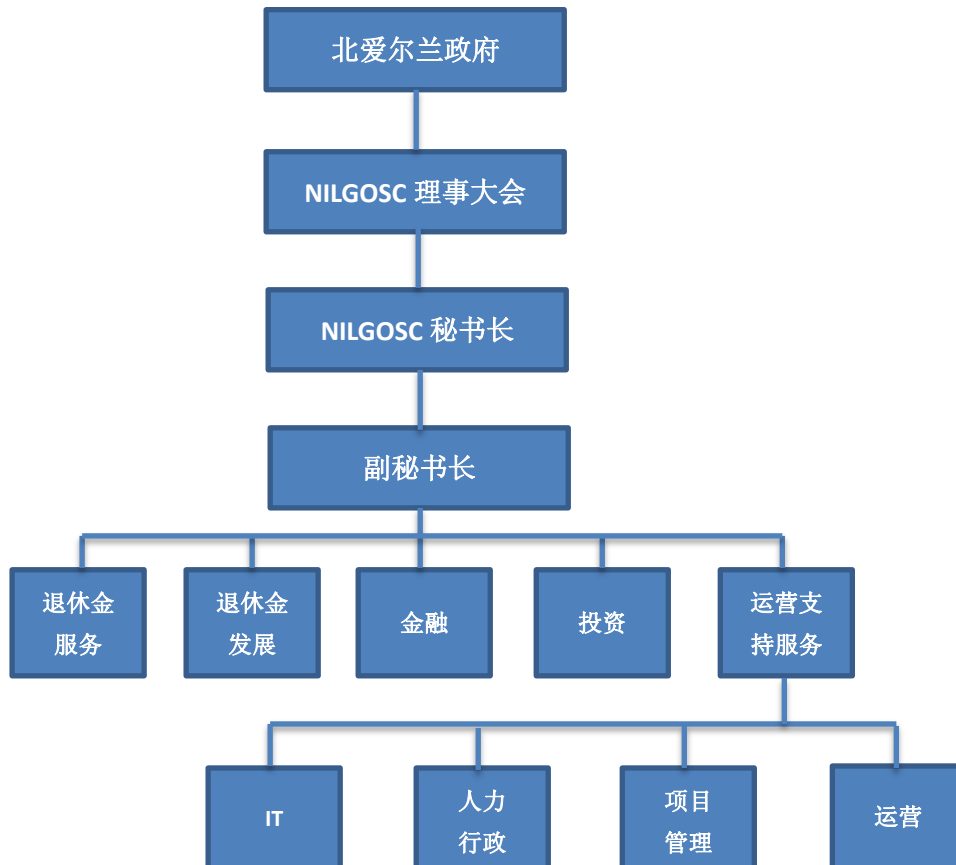 北爱尔兰政府
NILGOSC 理事大会
NILGOSC 秘书长
副秘书长
退休金
服务
退休金
发展
金融
投资
运营支
持服务
IT
人力
行政
项目
管理
运营